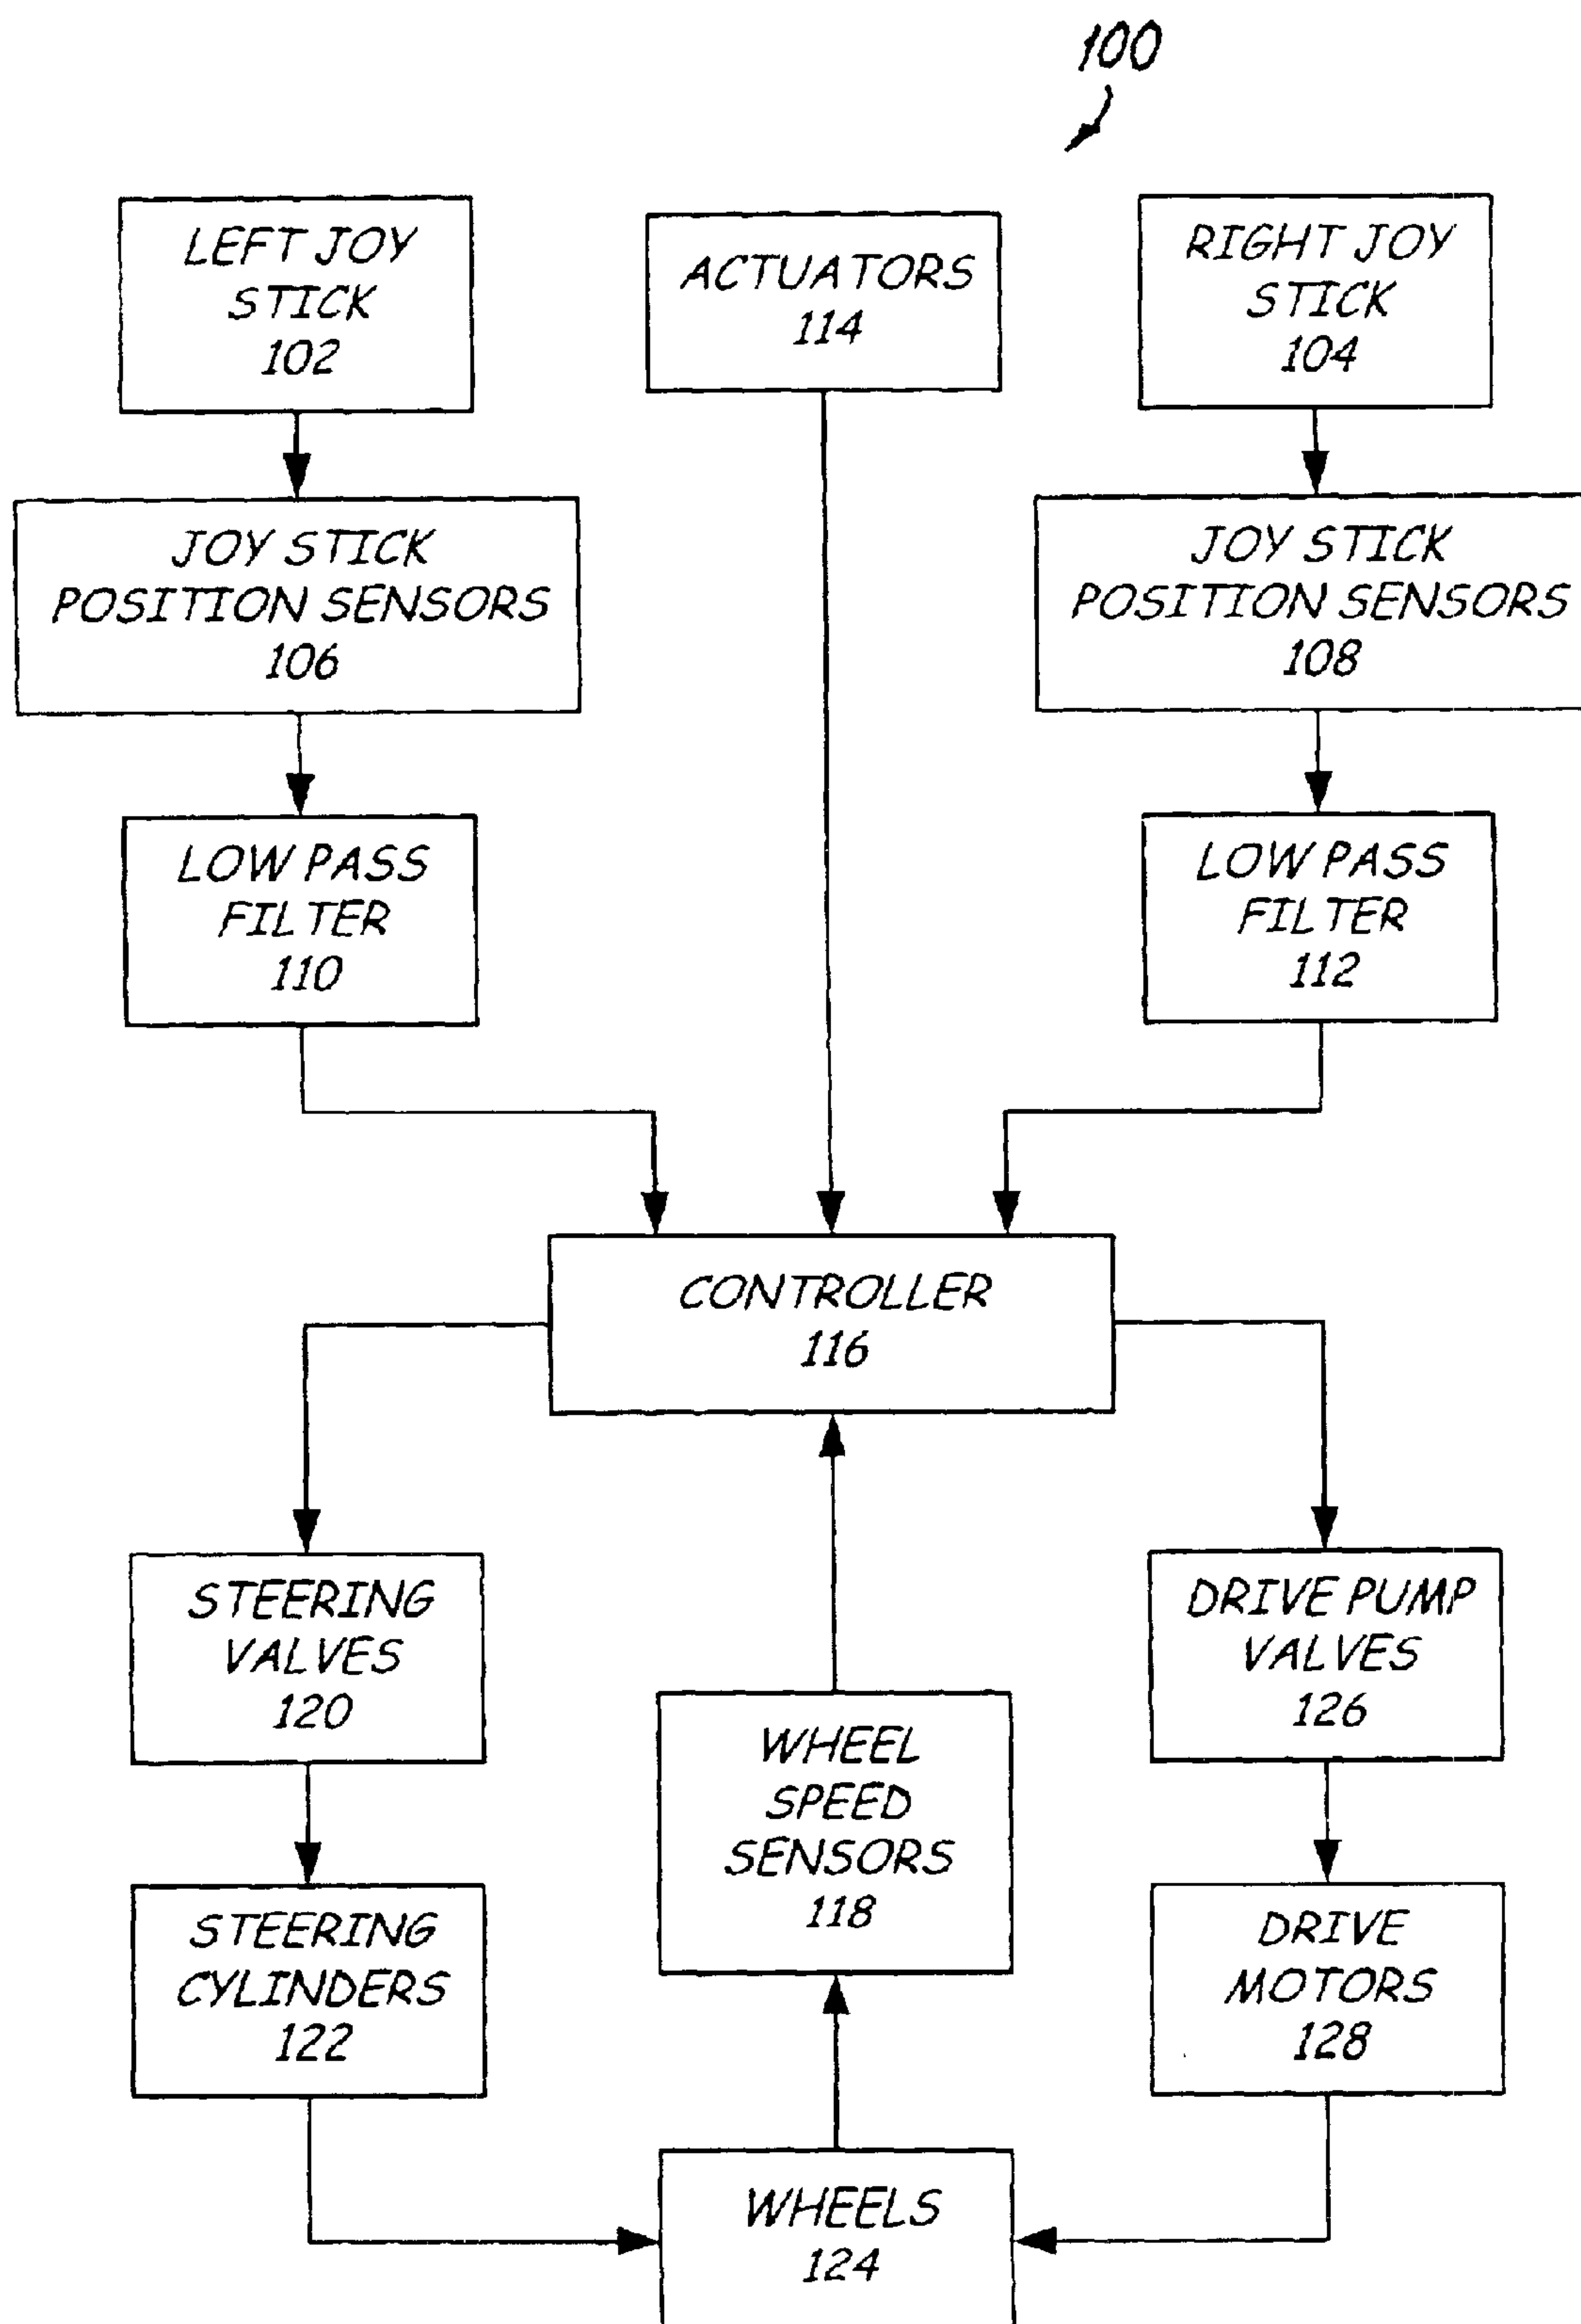 100
LEFT JOY
STICK
102
ACTUATORS
114
RIGHT JOY
STICK
104
JOY STICK
POSITION SENSORS
106
JOY STICK
POSITION SENSORS
108
LOW PASS
FILTER
110
LOW PASS
FILTER
112
CONTROLLER
116
STEERING
VALVES
120
WHEEL
SPEED
SENSORS
118
DRIVE PUMP
VALVES
126
STEERING
CYLINDERS
122
DRIVE
MOTORS
128
WHEELS
124